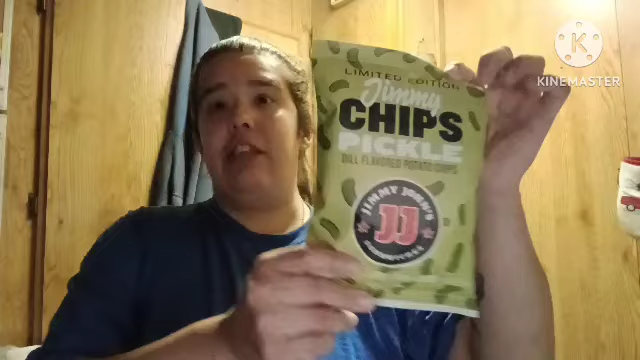 LIMITED EDITION
Jimmy
CHIPS
PICKLE
DILL FLAVORED POTATO CHIPS
JIMMY JOHN'S
JJ
K
KINEMASTER